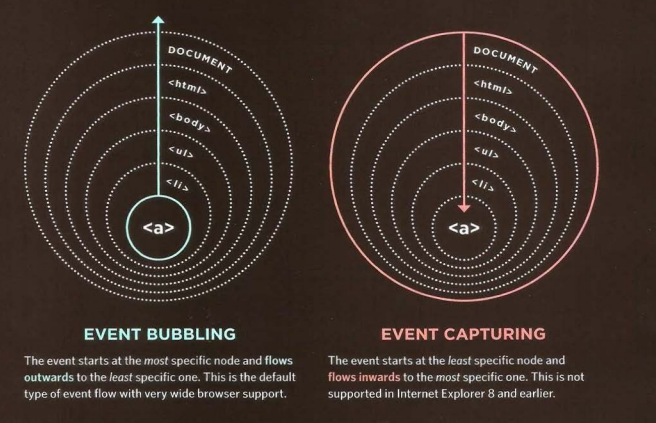 DOCUMENT
<html>
<body>
<ul>
<li>
<a>
EVENT BUBBLING
The event starts at the most specific node and flows
outwards to the least specific one. This is the default
type of event flow with very wide browser support.
DOCUMENT
<html>
<body>
<ul>
<li>
<a>
EVENT CAPTURING
The event starts at the least specific node and
flows inwards to the most specific one. This is not
supported in Internet Explorer 8 and earlier.